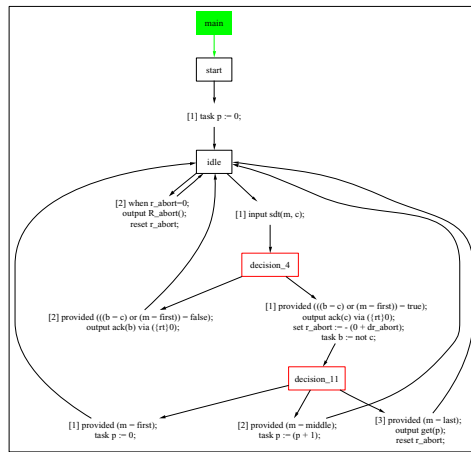 main
start
[1] task p := 0;
idle
[2] when r_abort=0;
output R_abort();
reset r_abort;
[1] input sdt(m, c);
decision_4
[2] provided (((b = c) or (m = first)) = false);
output ack(b) via ({rt}0);
[1] provided (((b = c) or (m = first)) = true);
output ack(c) via ({rt}0);
set r_abort := - (0 + dr_abort);
task b := not c;
decision_11
[1] provided (m = first);
task p := 0;
[2] provided (m = middle);
task p := (p + 1);
[3] provided (m = last);
output get(p);
reset r_abort;